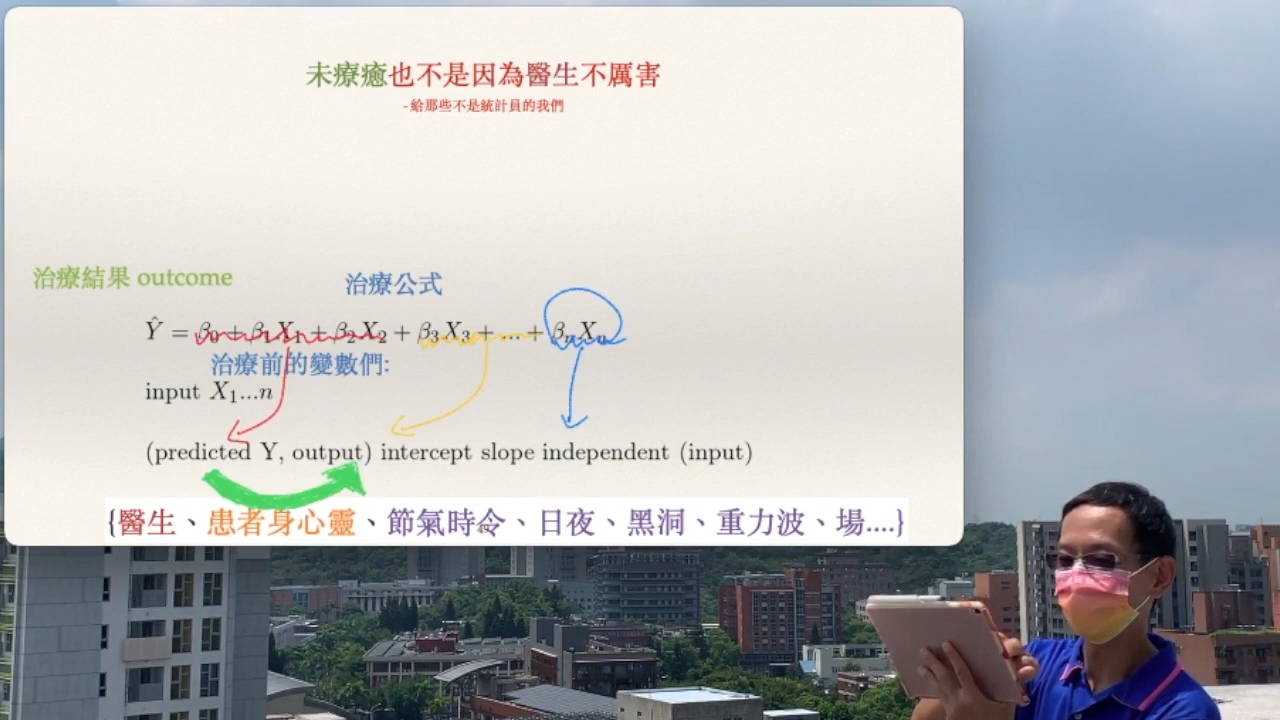 未療癒也不是因為醫生不厲害
-給那些不是統計員的我們
治療結果 outcome
治療公式
Ŷ = β₀ + β₁X₁ + β₂X₂ + β₃X₃ + ... + βₙXₙ
治療前的變數們:
input X₁...n
(predicted Y, output) intercept slope independent (input)
{醫生、患者身心靈、節氣時令、日夜、黑洞、重力波、場....}